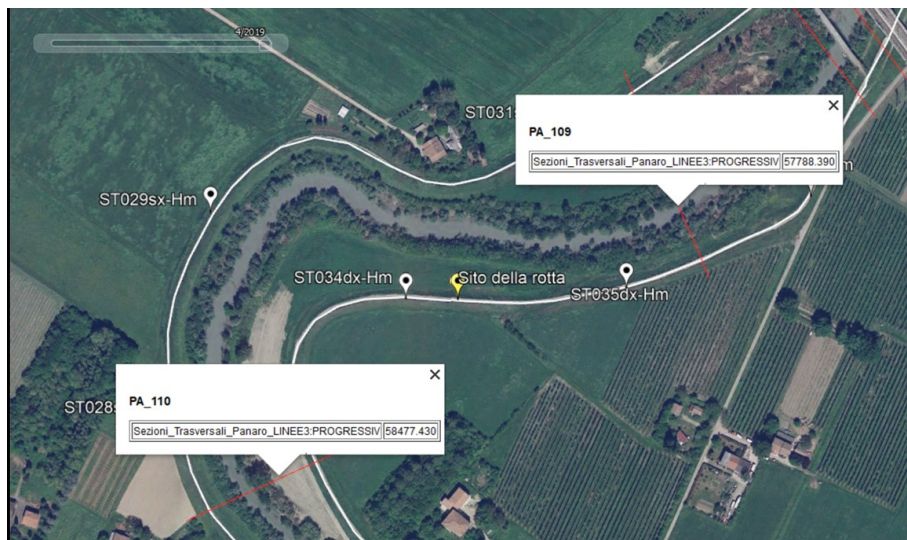 4/2019
ST031
PA_109
Sezioni_Trasversali_Panaro_LINEE3:PROGRESSIV 57788.390
m
ST029sx-Hm
ST034dx-Hm
Sito della rotta
ST035dx-Hm
PA_110
Sezioni_Trasversali_Panaro_LINEE3:PROGRESSIV 58477.430
ST028